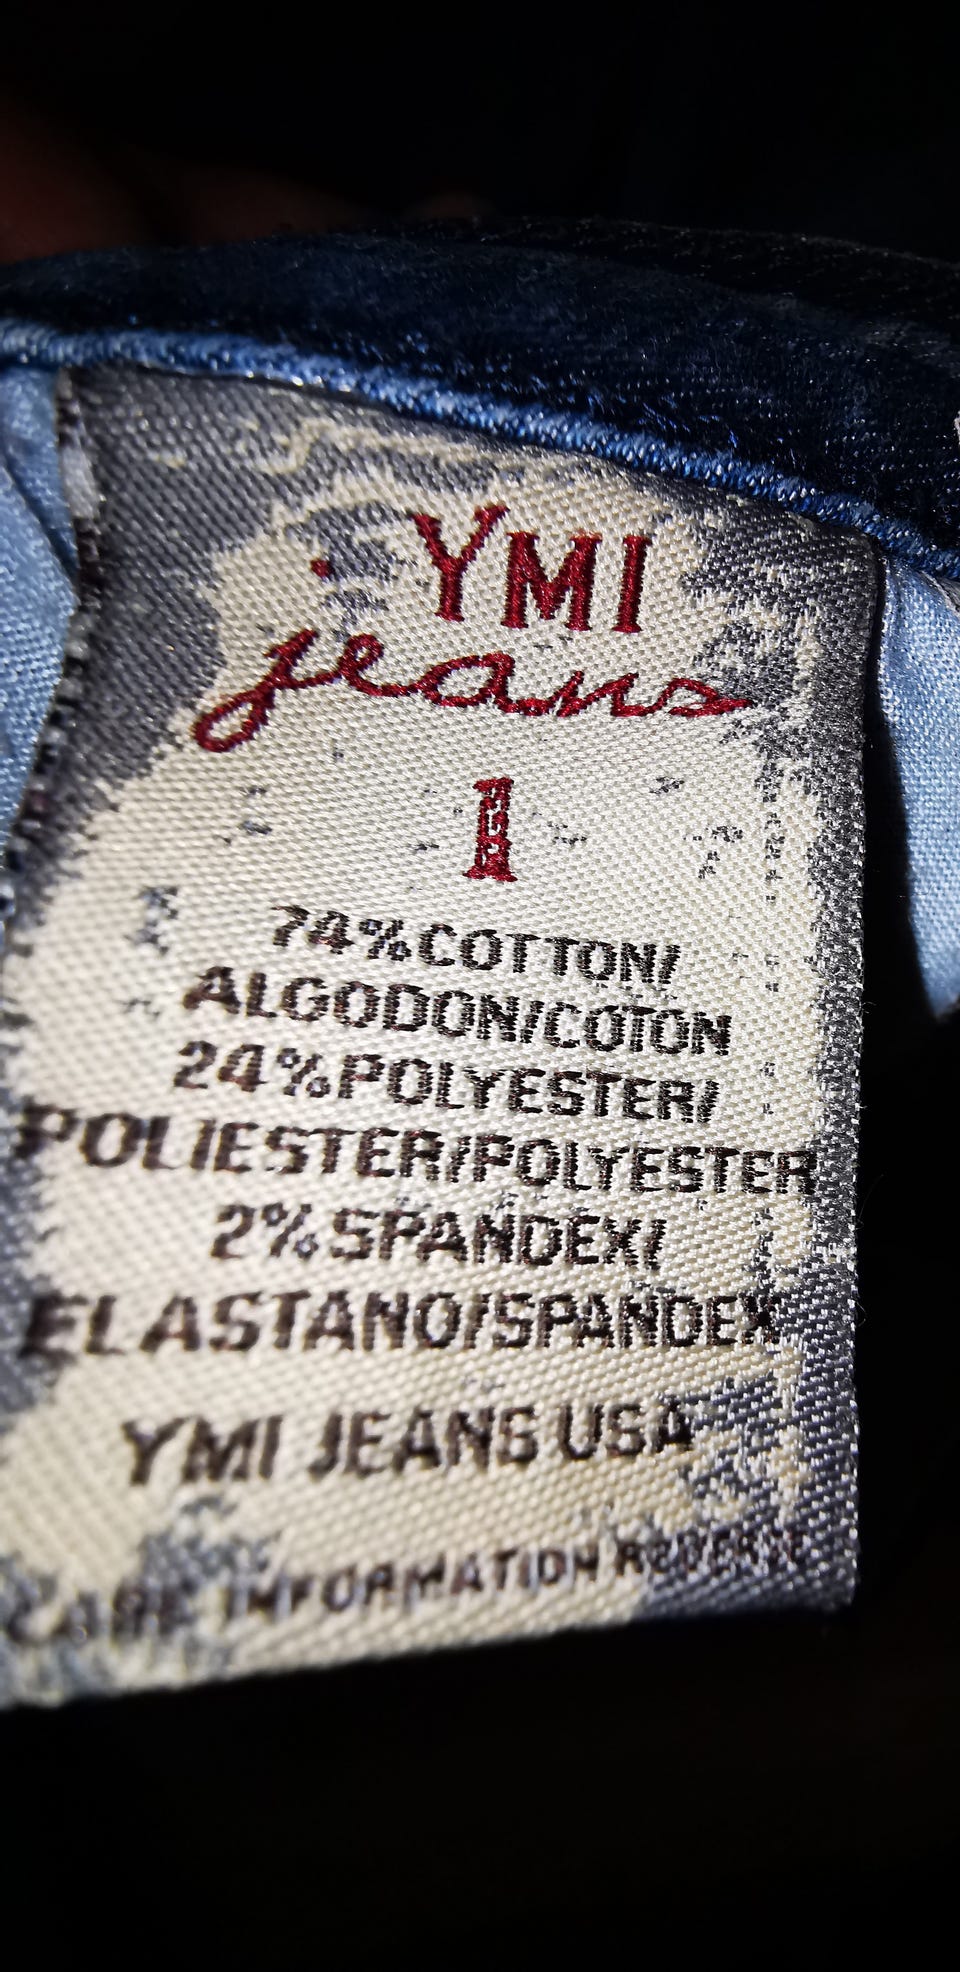 YMI
jeans
1
74%COTTON/
ALGODON/COTON
24%POLYESTER/
POLIESTER/POLYESTER
2%SPANDEX/
ELASTANO/SPANDEX
YMI JEANS USA
CARE INFORMATION REVERSE